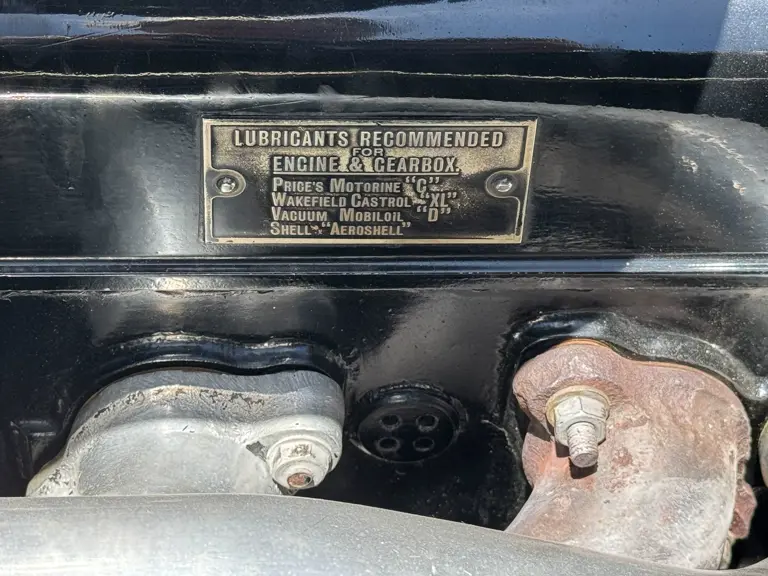 LUBRICANTS RECOMMENDED
FOR
ENGINE & GEARBOX.
PRICE'S MOTORINE "C"
WAKEFIELD CASTROL-"XL"
VACUUM MOBILOIL "D"
SHELL-"AEROSHELL"